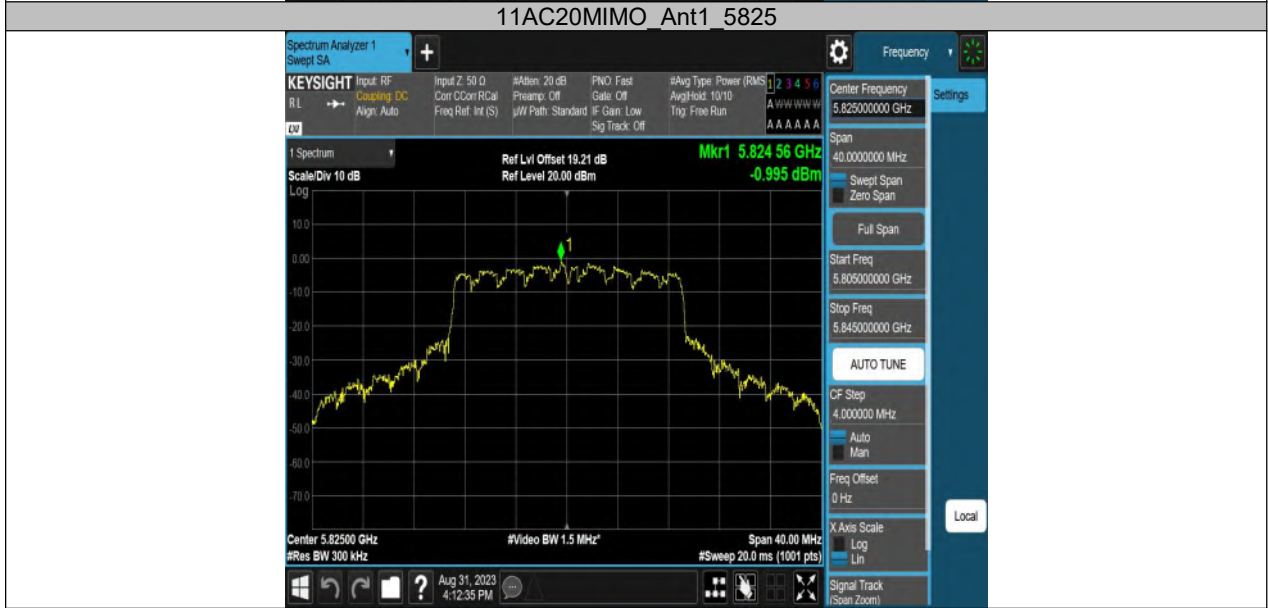 11AC20MIMO_Ant1_5825
Spectrum Analyzer 1
Swept SA
Frequency
KEYSIGHT
Input: RF
Input Z: 50 Ω
#Atten: 20 dB
PNO: Fast
#Avg Type: Power (RMS
1 2 3 4 5 6
RL
Coupling: DC
Corr CCorr RCal
Preamp: Off
Gate: Off
Avg|Hold: 10/10
A W W W W W
Align: Auto
Freq Ref: Int (S)
µW Path: Standard
IF Gain: Low
Trig: Free Run
Sig Track: Off
A A A A A A
LXI
1 Spectrum
Ref Lvl Offset 19.21 dB
Mkr1 5.824 56 GHz
Scale/Div 10 dB
Ref Level 20.00 dBm
-0.995 dBm
Log
10.0
0.00
-10.0
-20.0
-30.0
-40.0
-50.0
-60.0
-70.0
1
Center 5.82500 GHz
#Video BW 1.5 MHz*
Span 40.00 MHz
#Res BW 300 kHz
#Sweep 20.0 ms (1001 pts)
Aug 31, 2023
4:12:35 PM
Center Frequency
5.825000000 GHz
Settings
Span
40.0000000 MHz
Swept Span
Zero Span
Full Span
Start Freq
5.805000000 GHz
Stop Freq
5.845000000 GHz
AUTO TUNE
CF Step
4.000000 MHz
Auto
Man
Freq Offset
0 Hz
X Axis Scale
Log
Lin
Local
Signal Track
(Span Zoom)